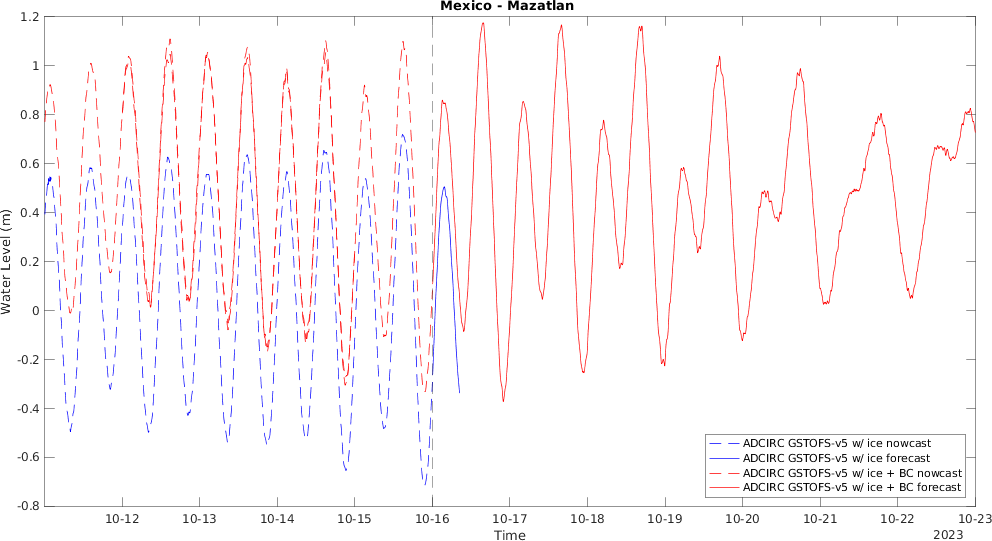 Mexico - Mazatlan
Water Level (m)
1.2
1
0.8
0.6
0.4
0.2
0
-0.2
-0.4
-0.6
-0.8
ADCIRC GSTOFS-v5 w/ ice nowcast
ADCIRC GSTOFS-v5 w/ ice forecast
ADCIRC GSTOFS-v5 w/ ice + BC nowcast
ADCIRC GSTOFS-v5 w/ ice + BC forecast
10-12 10-13 10-14 10-15 10-16 10-17 10-18 10-19 10-20 10-21 10-22 10-23
Time
2023